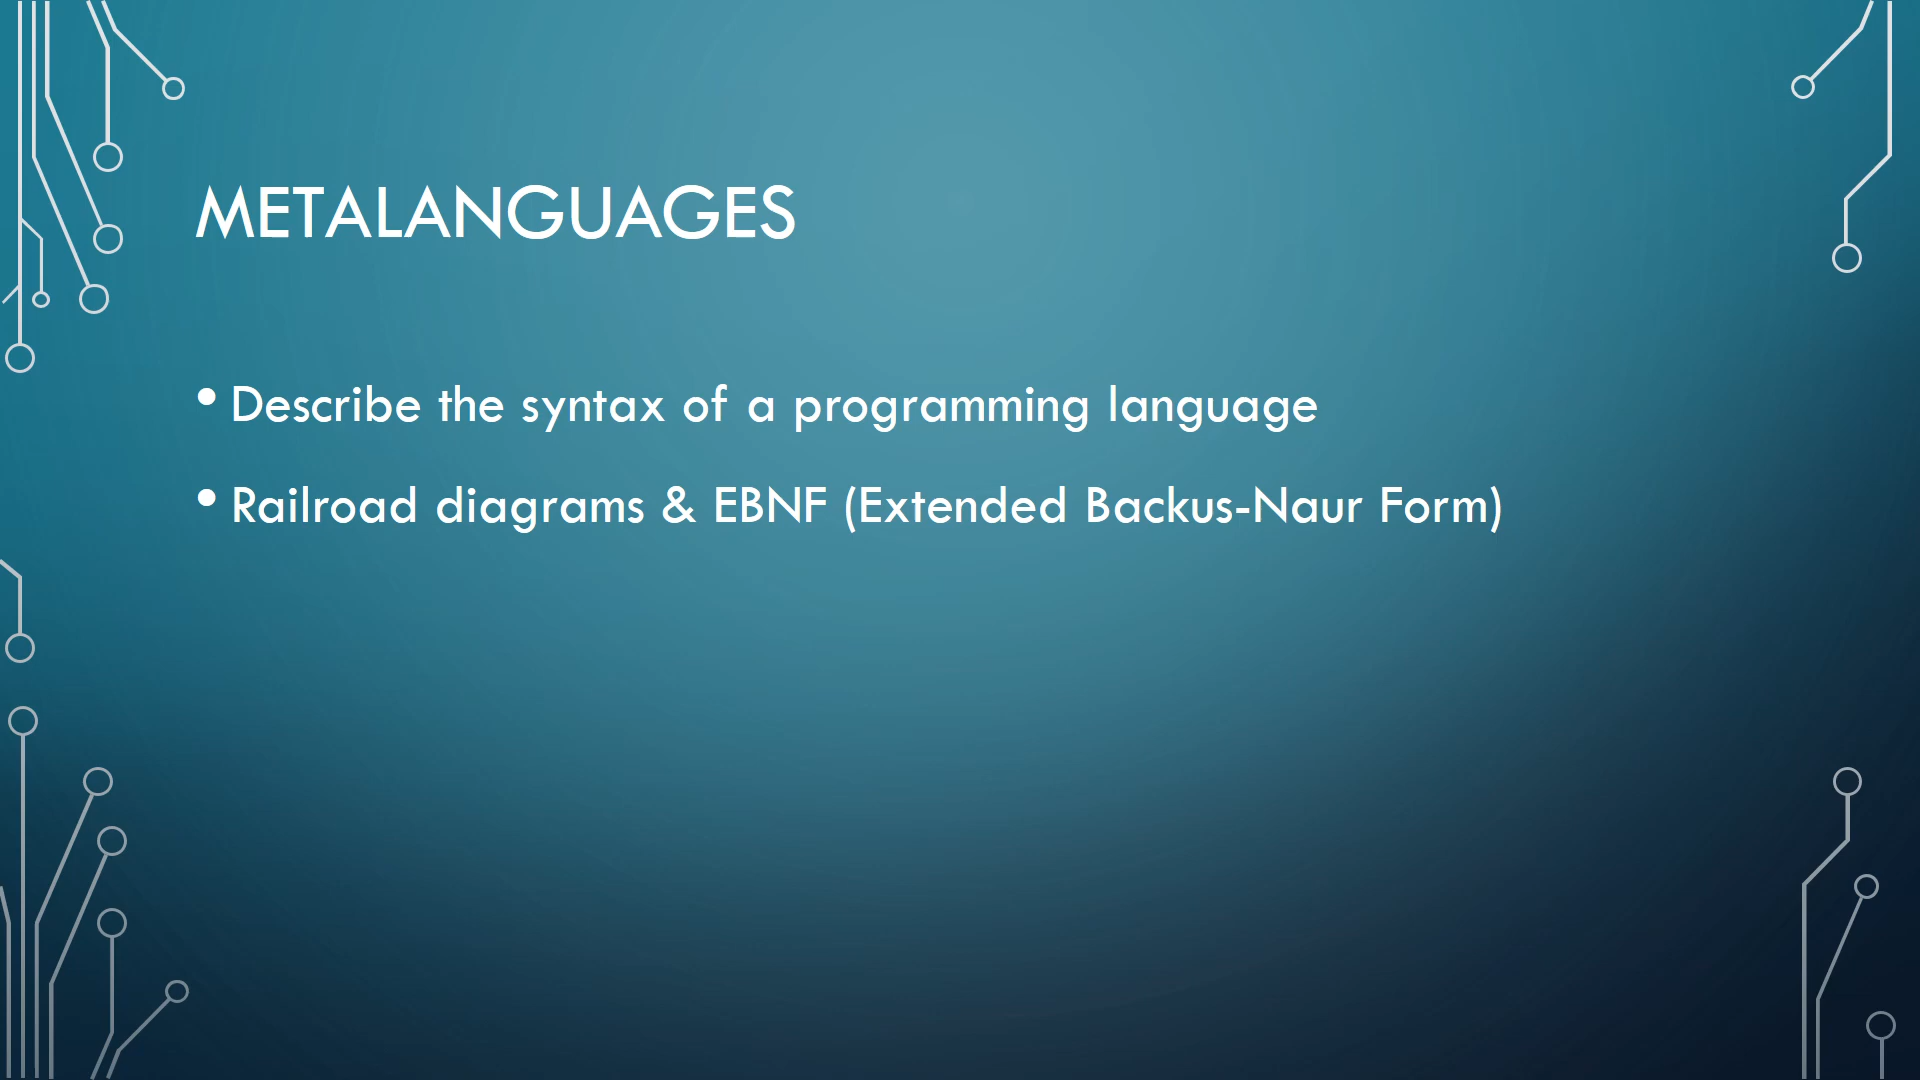 METALANGUAGES
• Describe the syntax of a programming language
• Railroad diagrams & EBNF (Extended Backus-Naur Form)